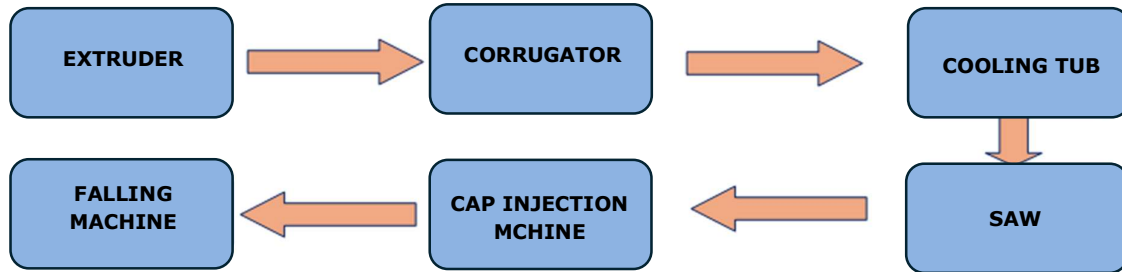 EXTRUDER
CORRUGATOR
COOLING TUB
FALLING
MACHINE
CAP INJECTION
MCHINE
SAW